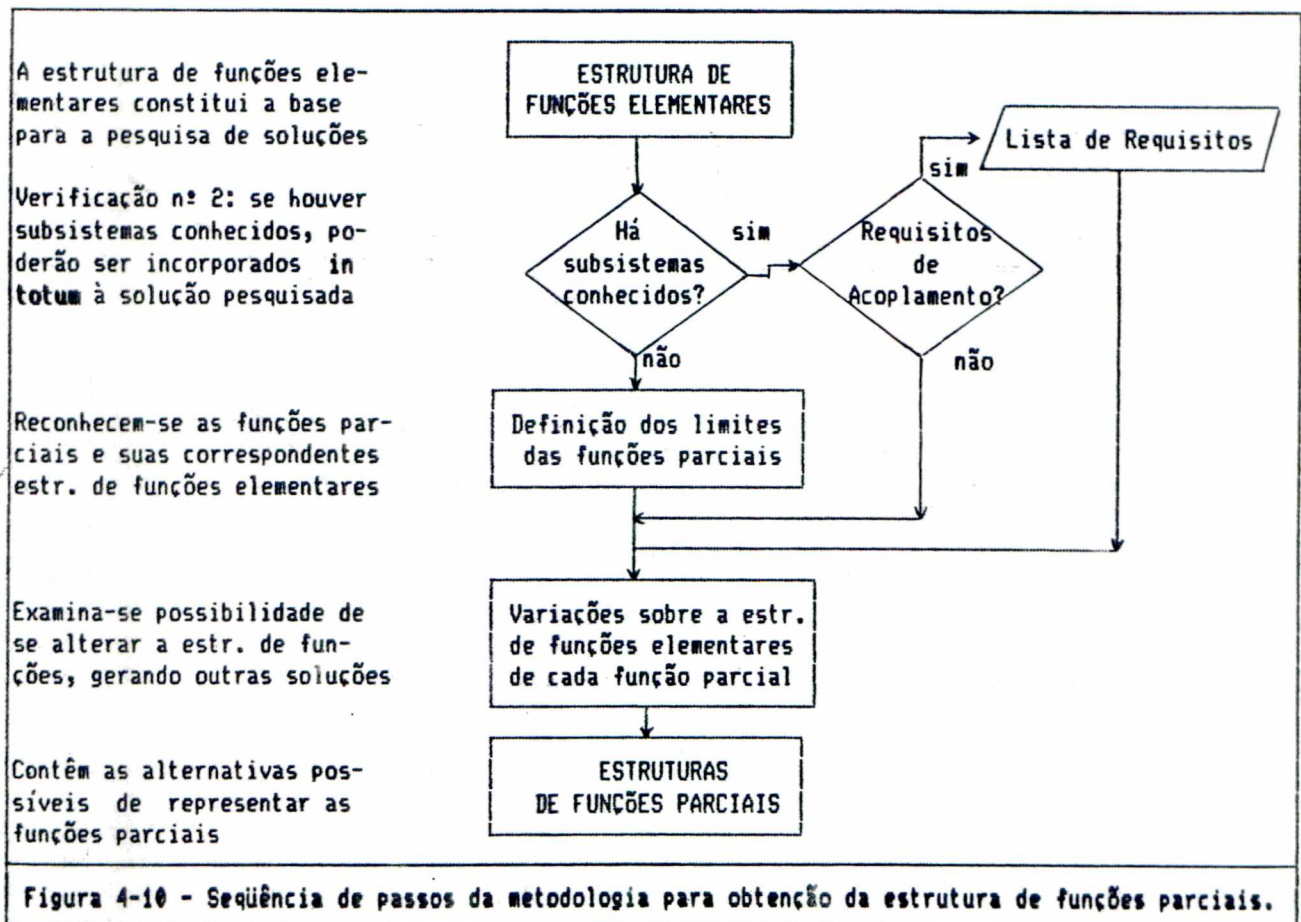 A estrutura de funções ele-
mentares constitui a base
para a pesquisa de soluções
ESTRUTURA DE
FUNÇÕES ELEMENTARES
Lista de Requisitos
Verificação nº 2: se houver
subsistemas conhecidos, po-
derão ser incorporados in
totum à solução pesquisada
Há
subsistemas
conhecidos?
sim
Requisitos
de
Acoplamento?
sim
não
não
Reconhecem-se as funções par-
ciais e suas correspondentes
estr. de funções elementares
Definição dos limites
das funções parciais
Examina-se possibilidade de
se alterar a estr. de fun-
ções, gerando outras soluções
Variações sobre a estr.
de funções elementares
de cada função parcial
Contêm as alternativas pos-
síveis de representar as
funções parciais
ESTRUTURAS
DE FUNÇÕES PARCIAIS
Figura 4-10 - Seqüência de passos da metodologia para obtenção da estrutura de funções parciais.